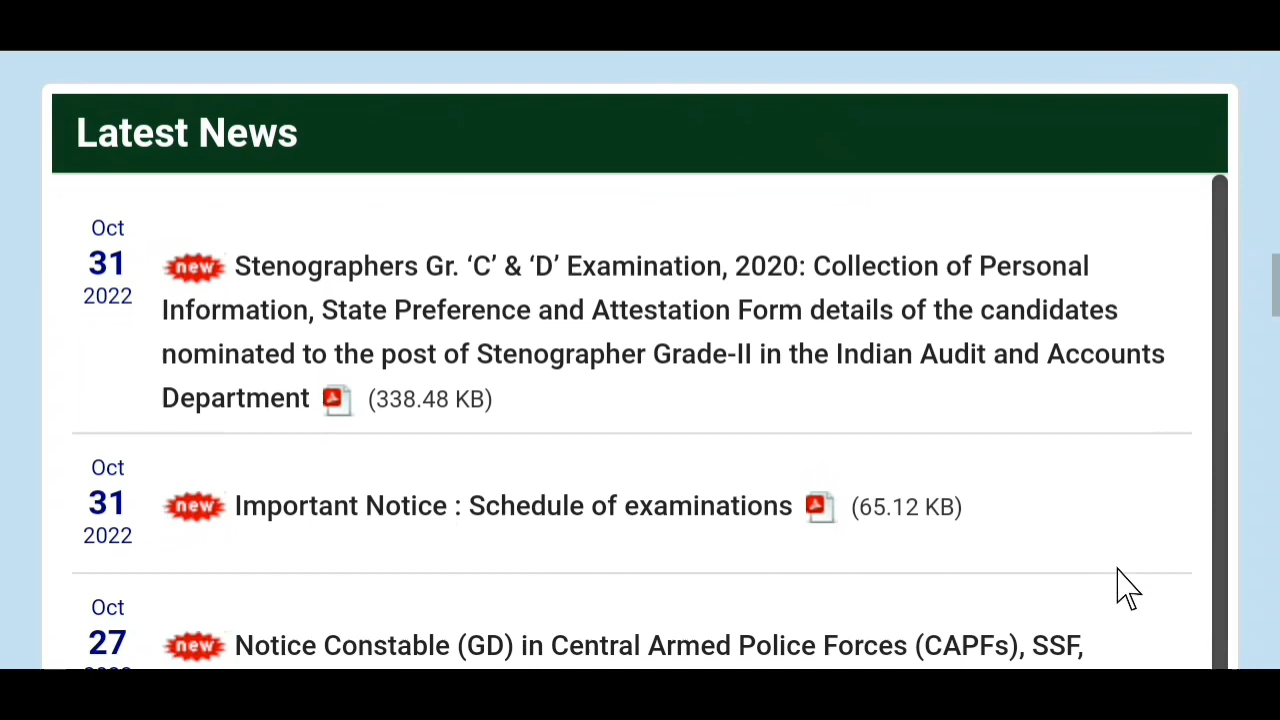 Latest News
Oct
31
2022
new Stenographers Gr. ‘C’ & ‘D’ Examination, 2020: Collection of Personal
Information, State Preference and Attestation Form details of the candidates
nominated to the post of Stenographer Grade-II in the Indian Audit and Accounts
Department (338.48 KB)
Oct
31
2022
new Important Notice : Schedule of examinations (65.12 KB)
Oct
27
new Notice Constable (GD) in Central Armed Police Forces (CAPFs), SSF,